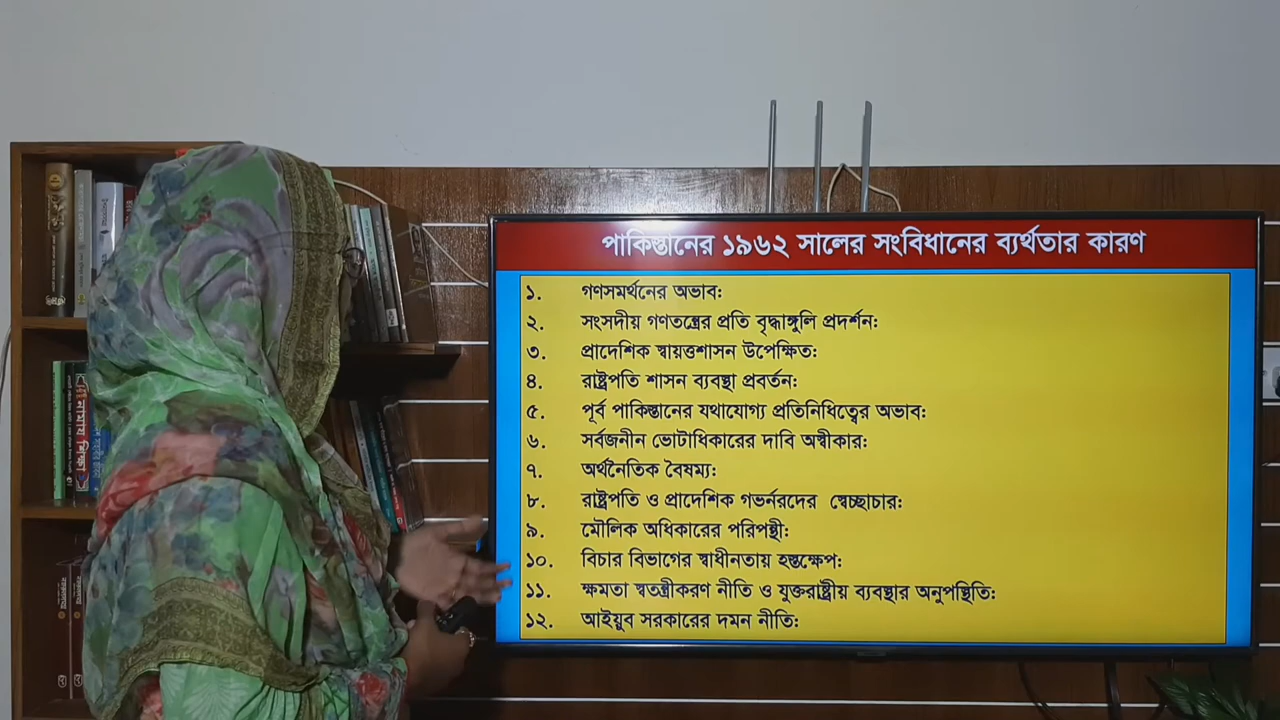 পাকিস্তানের ১৯৬২ সালের সংবিধানের ব্যর্থতার কারণ
১. গণসমর্থনের অভাব:
২. সংসদীয় গণতন্ত্রের প্রতি বৃদ্ধাঙ্গুলি প্রদর্শন:
৩. প্রাদেশিক স্বায়ত্তশাসন উপেক্ষিত:
৪. রাষ্ট্রপতি শাসন ব্যবস্থা প্রবর্তন:
৫. পূর্ব পাকিস্তানের যথাযোগ্য প্রতিনিধিত্বের অভাব:
৬. সর্বজনীন ভোটাধিকারের দাবি অস্বীকার:
৭. অর্থনৈতিক বৈষম্য:
৮. রাষ্ট্রপতি ও প্রাদেশিক গভর্নরদের স্বেচ্ছাচার:
৯. মৌলিক অধিকারের পরিপন্থী:
১০. বিচার বিভাগের স্বাধীনতায় হস্তক্ষেপ:
১১. ক্ষমতা স্বতন্ত্রীকরণ নীতি ও যুক্তরাষ্ট্রীয় ব্যবস্থার অনুপস্থিতি:
১২. আইয়ুব সরকারের দমন নীতি: